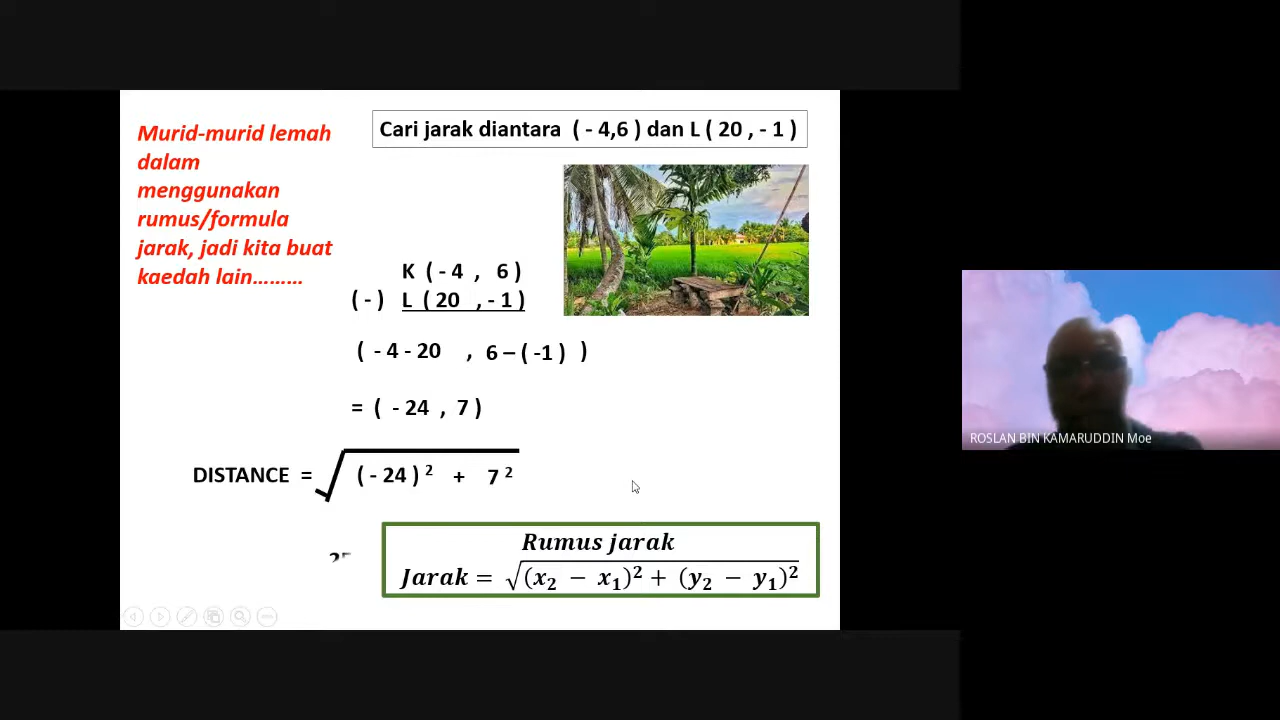 Murid-murid lemah
dalam
menggunakan
rumus/formula
jarak, jadi kita buat
kaedah lain.........
Cari jarak diantara ( - 4,6 ) dan L ( 20 , - 1 )
K ( - 4 , 6 )
( - ) L ( 20 , - 1 )
( - 4 - 20 , 6 – ( -1 ) )
= ( - 24 , 7 )
DISTANCE = √( - 24 ) ² + 7 ²
Rumus jarak
Jarak = √(x₂ − x₁)² + (y₂ − y₁)²
ROSLAN BIN KAMARUDDIN Moe